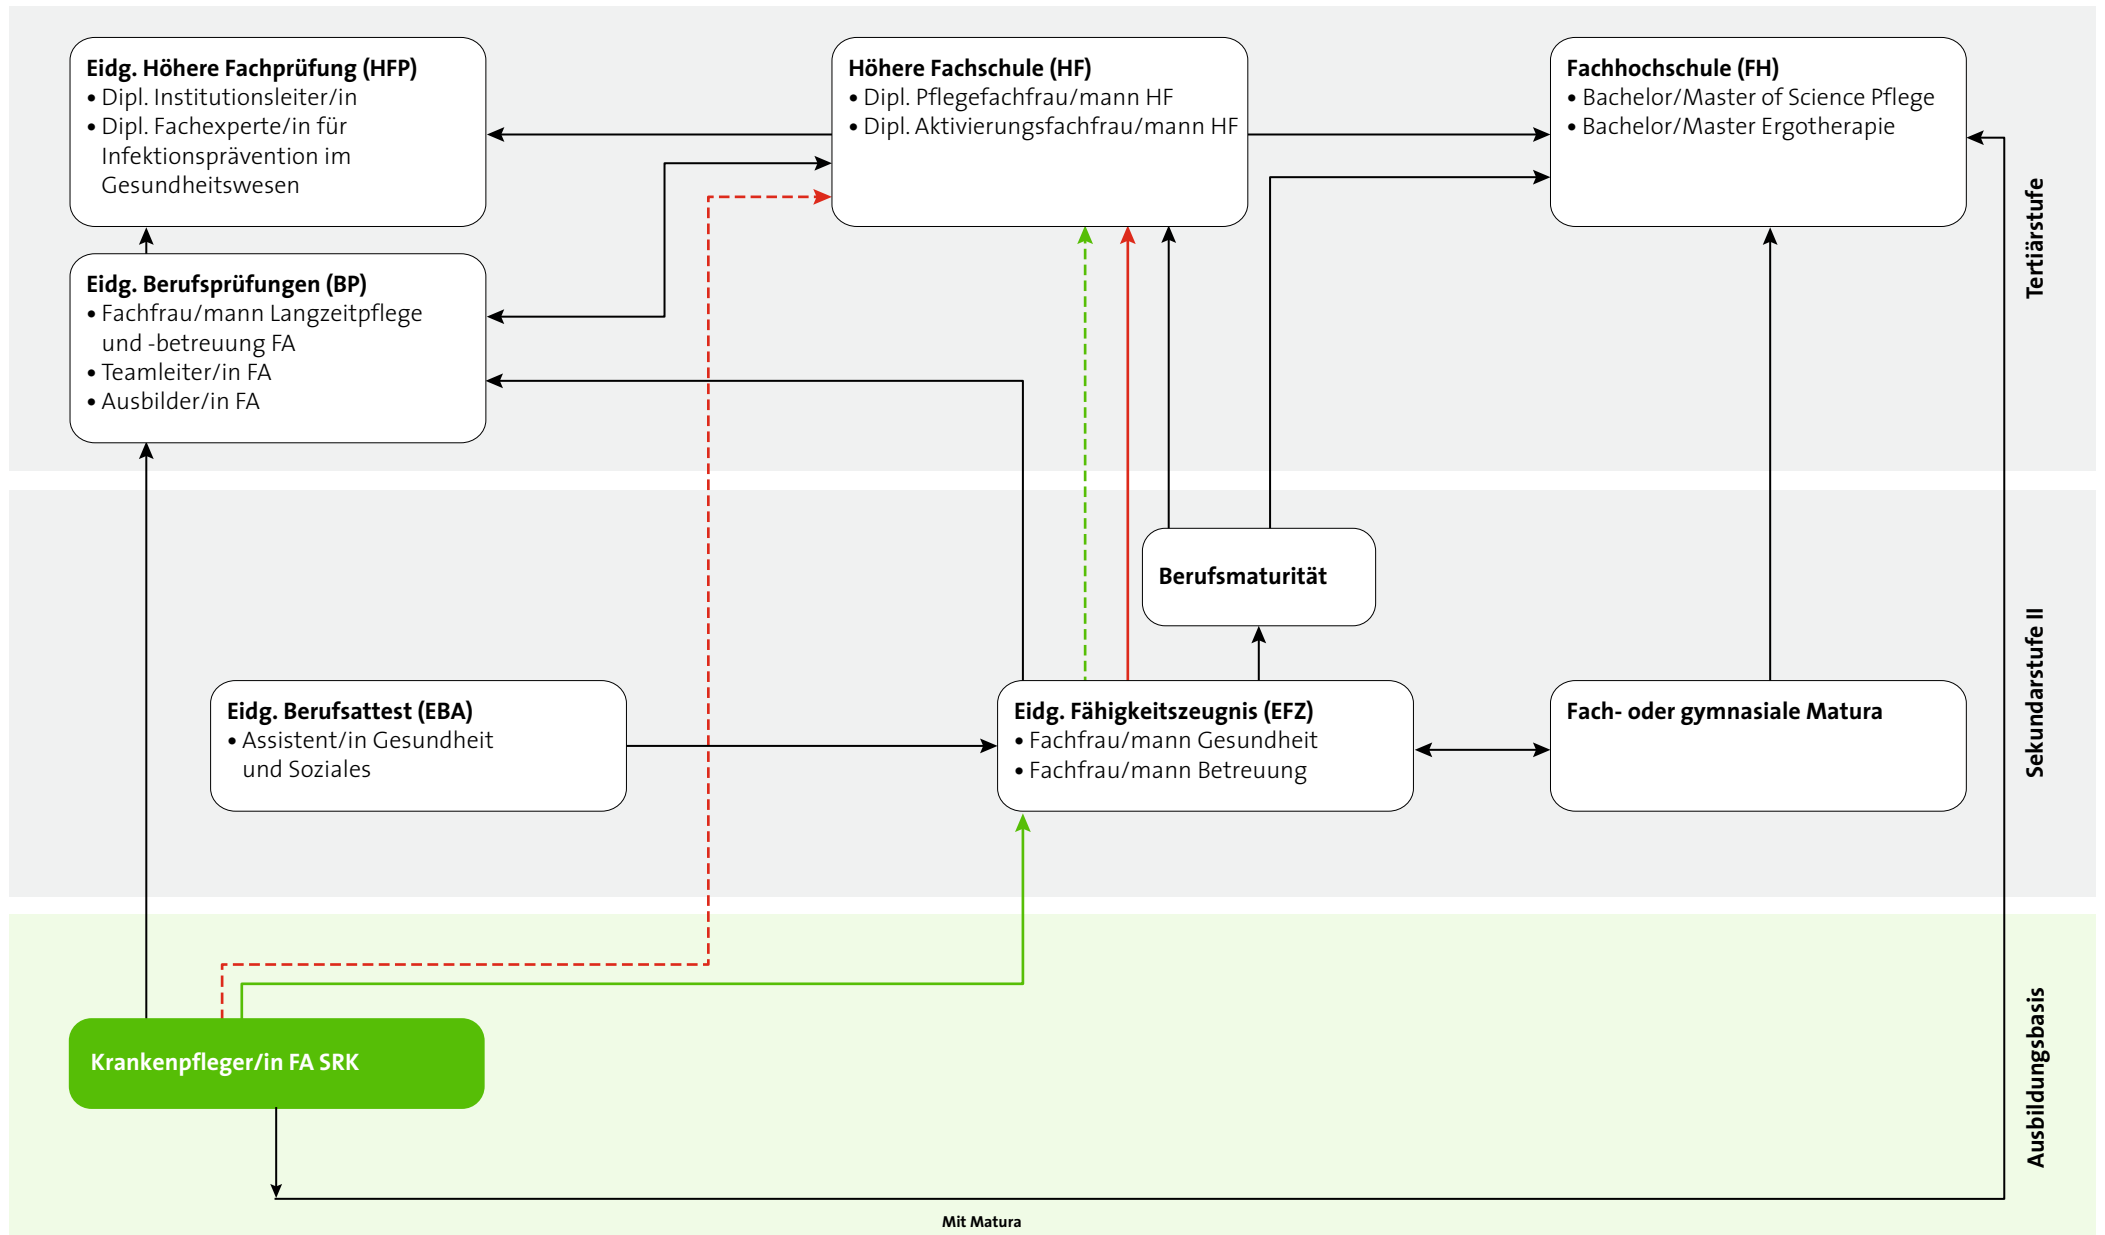 Eidg. Höhere Fachprüfung (HFP)
• Dipl. Institutionsleiter/in
• Dipl. Fachexperte/in für
Infektionsprävention im
Gesundheitswesen
Höhere Fachschule (HF)
• Dipl. Pflegefachfrau/mann HF
• Dipl. Aktivierungsfachfrau/mann HF
Fachhochschule (FH)
• Bachelor/Master of Science Pflege
• Bachelor/Master Ergotherapie
Eidg. Berufsprüfungen (BP)
• Fachfrau/mann Langzeitpflege
und -betreuung FA
• Teamleiter/in FA
• Ausbilder/in FA
Tertiärstufe
Berufsmaturität
Eidg. Berufsattest (EBA)
• Assistent/in Gesundheit
und Soziales
Eidg. Fähigkeitszeugnis (EFZ)
• Fachfrau/mann Gesundheit
• Fachfrau/mann Betreuung
Fach- oder gymnasiale Matura
Sekundarstufe II
Krankenpfleger/in FA SRK
Ausbildungsbasis
Mit Matura